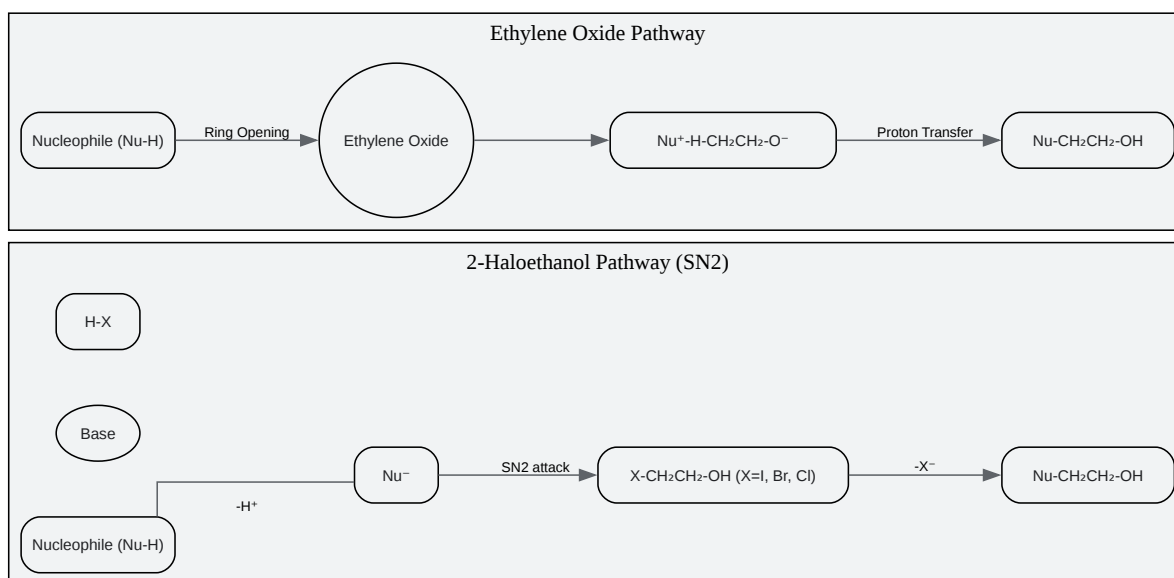 Ethylene Oxide Pathway
Nucleophile (Nu-H)
Ring Opening
Ethylene Oxide
Nu⁺-H-CH₂CH₂-O⁻
Proton Transfer
Nu-CH₂CH₂-OH
2-Haloethanol Pathway (SN2)
H-X
Base
Nucleophile (Nu-H)
-H⁺
Nu⁻
SN2 attack
X-CH₂CH₂-OH (X=I, Br, Cl)
-X⁻
Nu-CH₂CH₂-OH